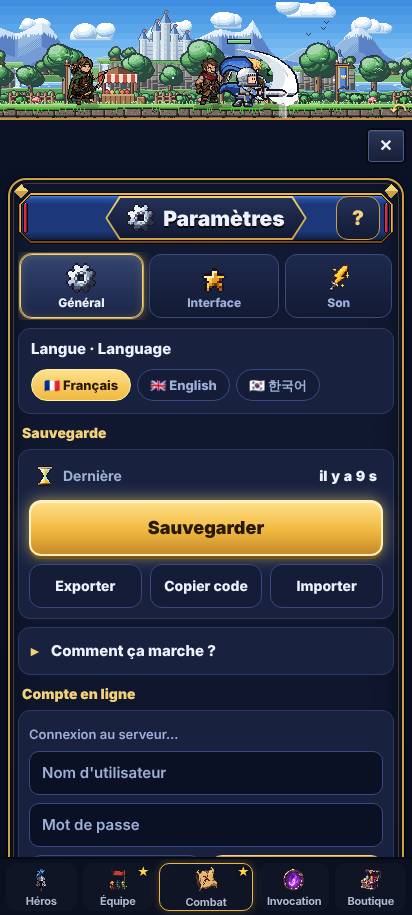 ×
Paramètres
?
Général
Interface
Son
Langue · Language
🇫🇷 Français
🇬🇧 English
🇰🇷 한국어
Sauvegarde
Dernière
il y a 9 s
Sauvegarder
Exporter
Copier code
Importer
► Comment ça marche ?
Compte en ligne
Connexion au serveur...
Nom d'utilisateur
Mot de passe
Héros
Équipe
Combat
Invocation
Boutique